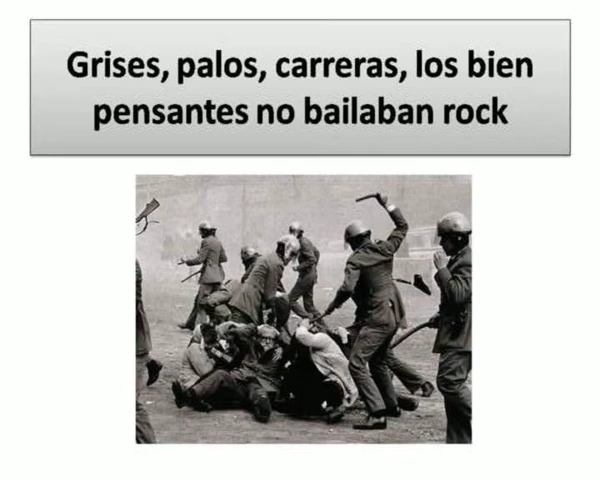 Grises, palos, carreras, los bien
pensantes no bailaban rock